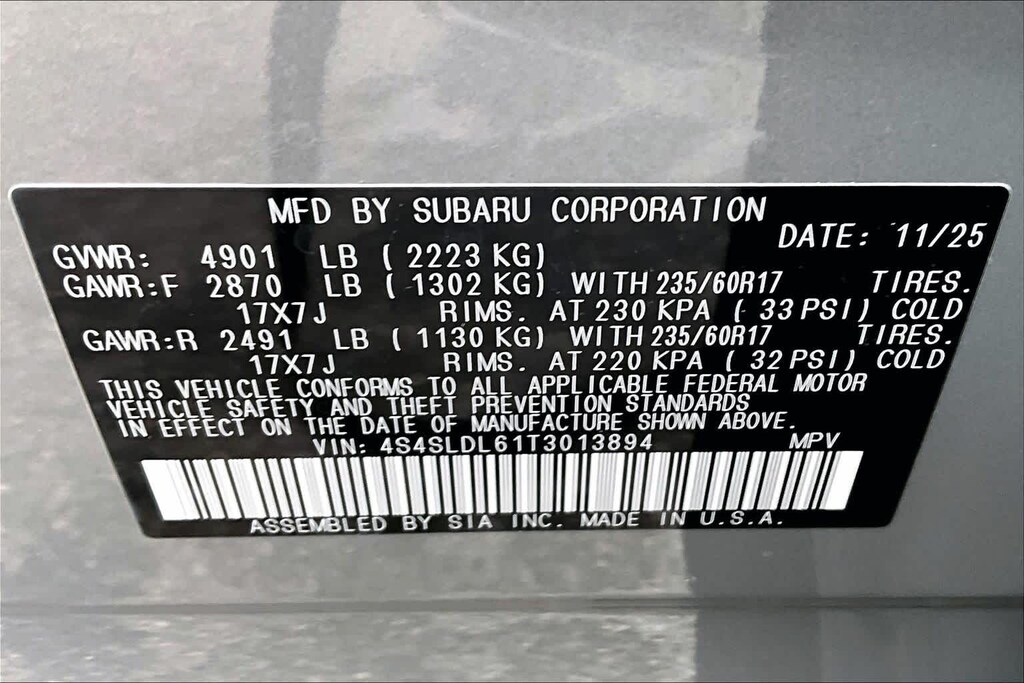 MFD BY SUBARU CORPORATION
DATE: 11/25
GVWR: 4901 LB ( 2223 KG)
GAWR:F 2870 LB ( 1302 KG) WITH 235/60R17 TIRES.
17X7J RIMS. AT 230 KPA ( 33 PSI) COLD
GAWR:R 2491 LB ( 1130 KG) WITH 235/60R17 TIRES.
17X7J RIMS. AT 220 KPA ( 32 PSI) COLD
THIS VEHICLE CONFORMS TO ALL APPLICABLE FEDERAL MOTOR
VEHICLE SAFETY AND THEFT PREVENTION STANDARDS
IN EFFECT ON THE DATE OF MANUFACTURE SHOWN ABOVE.
VIN: 4S4SLDL61T3013894 MPV
ASSEMBLED BY SIA INC. MADE IN U.S.A.